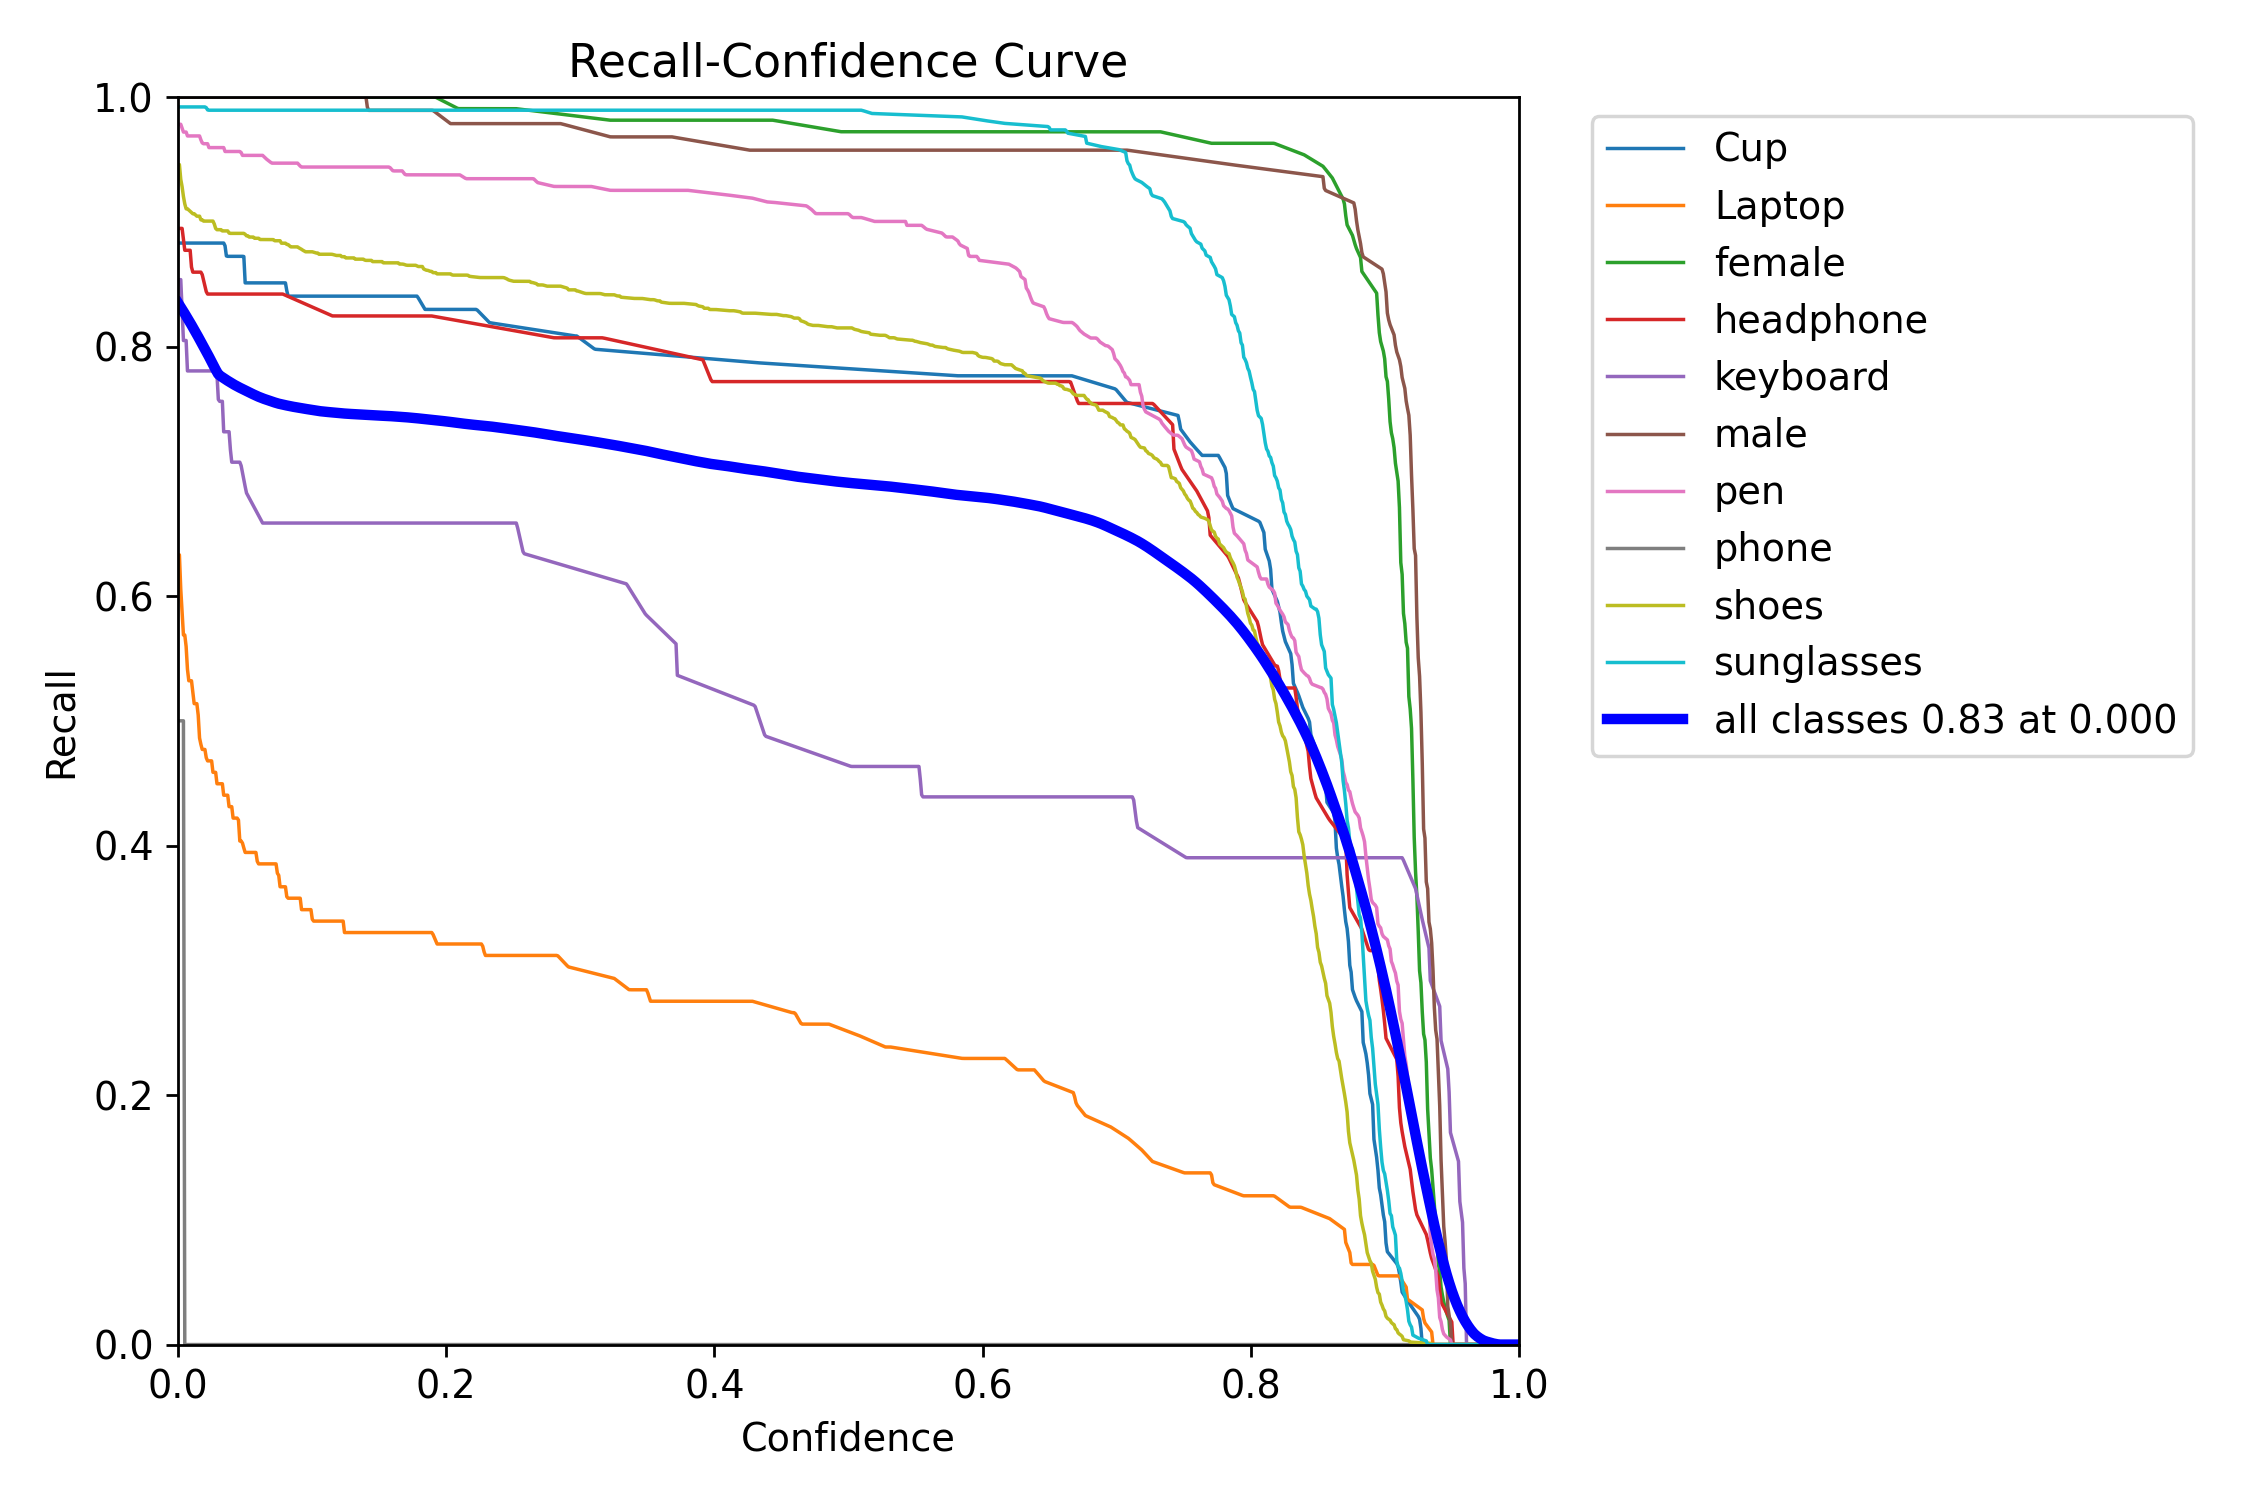 Recall-Confidence Curve
1.0
0.8
0.6
0.4
0.2
0.0
Recall
0.0 0.2 0.4 0.6 0.8 1.0
Confidence
Cup
Laptop
female
headphone
keyboard
male
pen
phone
shoes
sunglasses
all classes 0.83 at 0.000